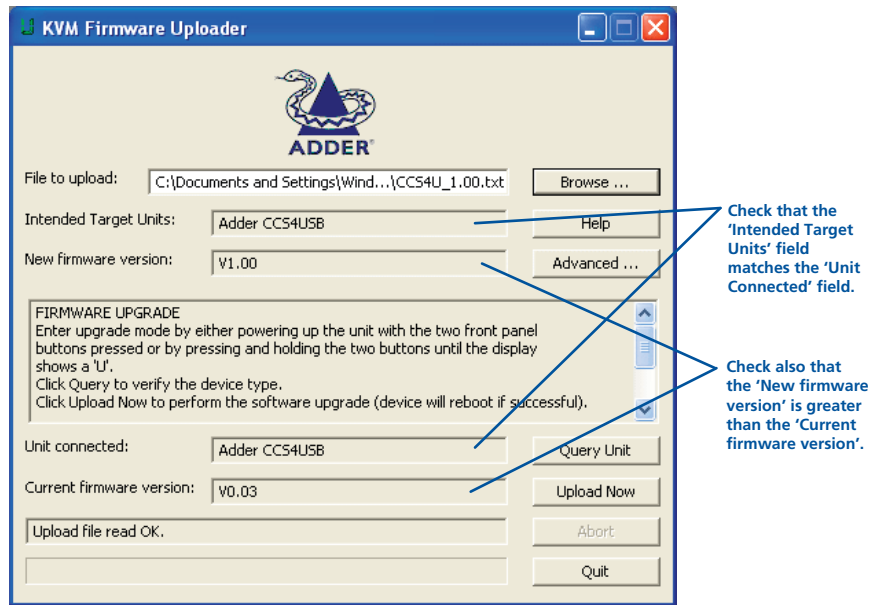 KVM Firmware Uploader
ADDER®
File to upload: C:\Documents and Settings\Wind...\CCS4U_1.00.txt Browse ...
Intended Target Units: Adder CCS4USB Help
New firmware version: V1.00 Advanced ...
Check that the
'Intended Target
Units' field
matches the 'Unit
Connected' field.
FIRMWARE UPGRADE
Enter upgrade mode by either powering up the unit with the two front panel
buttons pressed or by pressing and holding the two buttons until the display
shows a 'U'.
Click Query to verify the device type.
Click Upload Now to perform the software upgrade (device will reboot if successful).
Check also that
the 'New firmware
version' is greater
than the 'Current
firmware version'.
Unit connected: Adder CCS4USB Query Unit
Current firmware version: V0.03 Upload Now
Upload file read OK. Abort
Quit